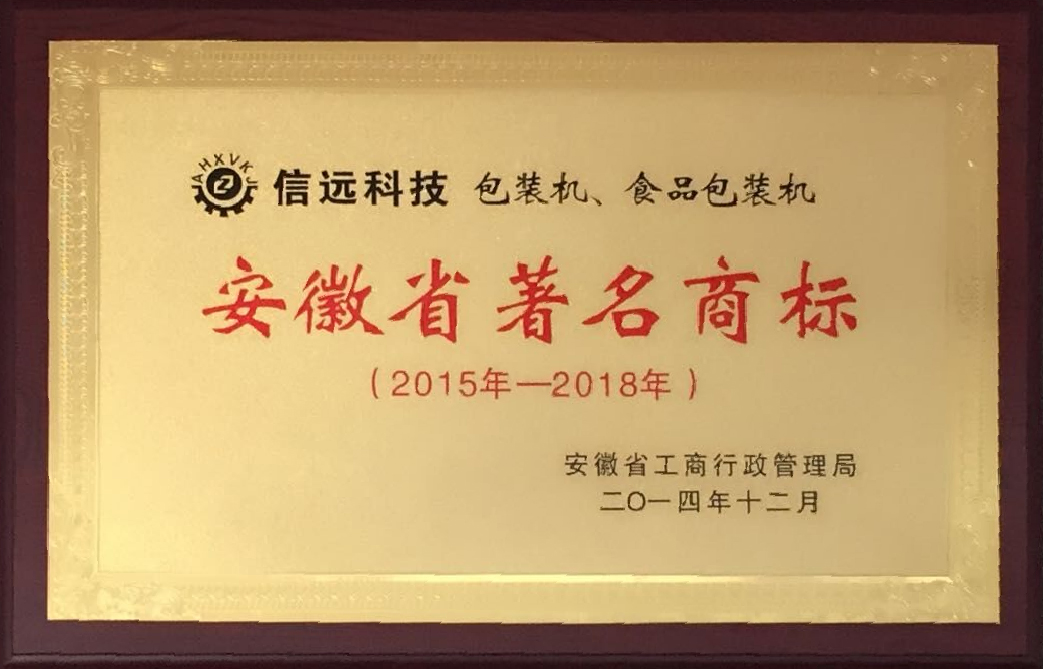 AHXYKJ
信远科技 包装机、食品包装机
安徽省著名商标
(2015年—2018年)
安徽省工商行政管理局
二〇一四年十二月